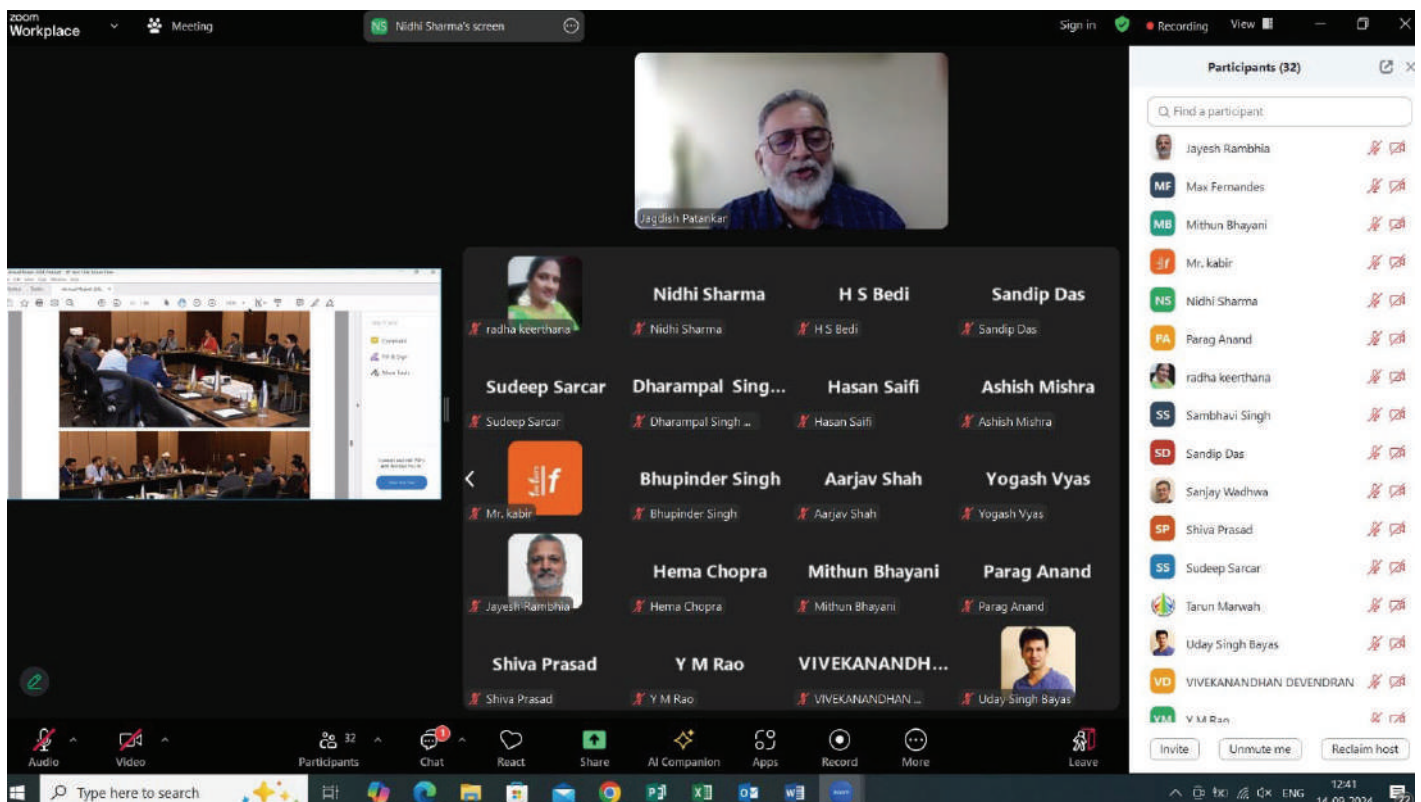 zoom
Workplace
Meeting
NS Nidhi Sharma's screen
Sign in
Recording
View
Jagdish Patankar
radha keerthana
Nidhi Sharma
Nidhi Sharma
H S Bedi
H S Bedi
Sandip Das
Sandip Das
Sudeep Sarcar
Sudeep Sarcar
Dharampal Sing...
Dharampal Singh ...
Hasan Saifi
Hasan Saifi
Ashish Mishra
Ashish Mishra
Mr. kabir
Bhupinder Singh
Bhupinder Singh
Aarjav Shah
Aarjav Shah
Yogash Vyas
Yogash Vyas
Jayesh Rambhia
Hema Chopra
Hema Chopra
Mithun Bhayani
Mithun Bhayani
Parag Anand
Parag Anand
Shiva Prasad
Shiva Prasad
Y M Rao
Y M Rao
VIVEKANANDH...
VIVEKANANDHAN ...
Uday Singh Bayas
Participants (32)
Find a participant
Jayesh Rambhia
MF Max Fernandes
MB Mithun Bhayani
Mr. kabir
NS Nidhi Sharma
PA Parag Anand
radha keerthana
SS Sambhavi Singh
SD Sandip Das
Sanjay Wadhwa
SP Shiva Prasad
SS Sudeep Sarcar
Tarun Marwah
Uday Singh Bayas
VD VIVEKANANDHAN DEVENDRAN
YM Y M Rao
Invite
Unmute me
Reclaim host
Audio
Video
32
Participants
1
Chat
React
Share
AI Companion
Apps
Record
More
Leave
Type here to search
ENG
12:41
14-09-2024